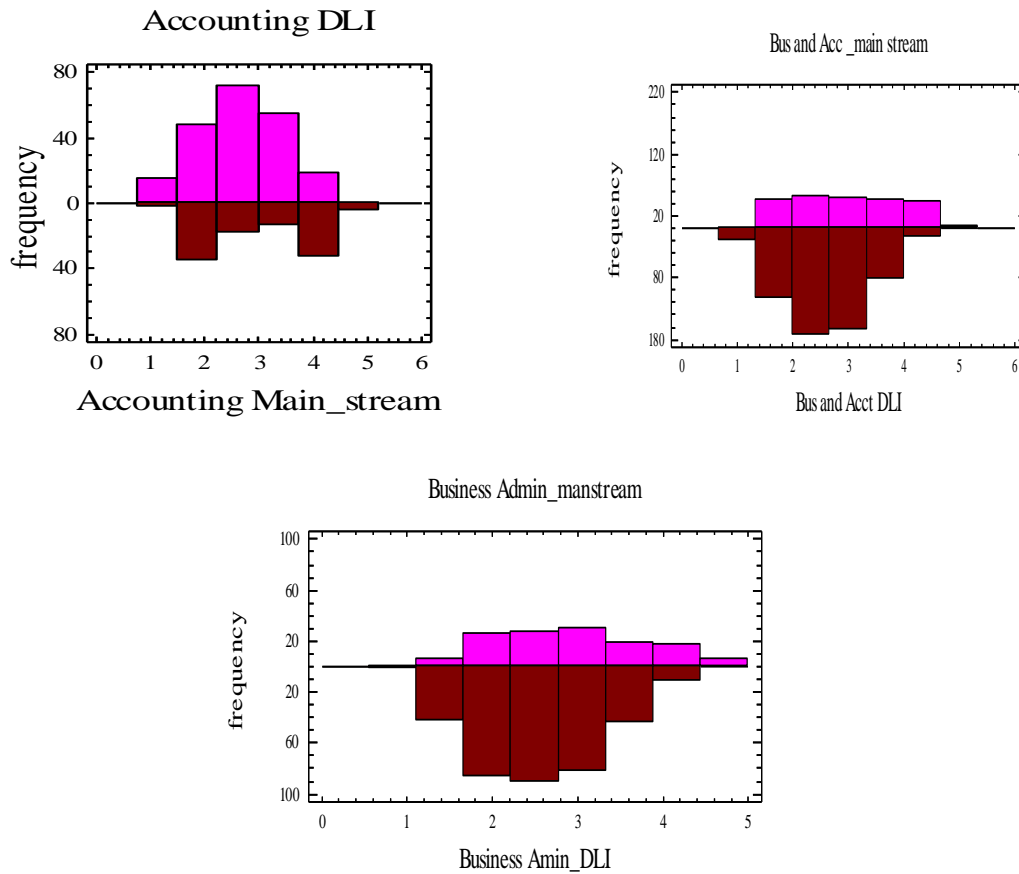 Accounting DLI
frequency
80
40
0
40
80
0 1 2 3 4 5 6
Accounting Main_stream
Bus and Acc _main stream
frequency
220
120
20
80
180
0 1 2 3 4 5 6
Bus and Acct DLI
Business Admin_manstream
frequency
100
60
20
20
60
100
0 1 2 3 4 5
Business Amin_DLI